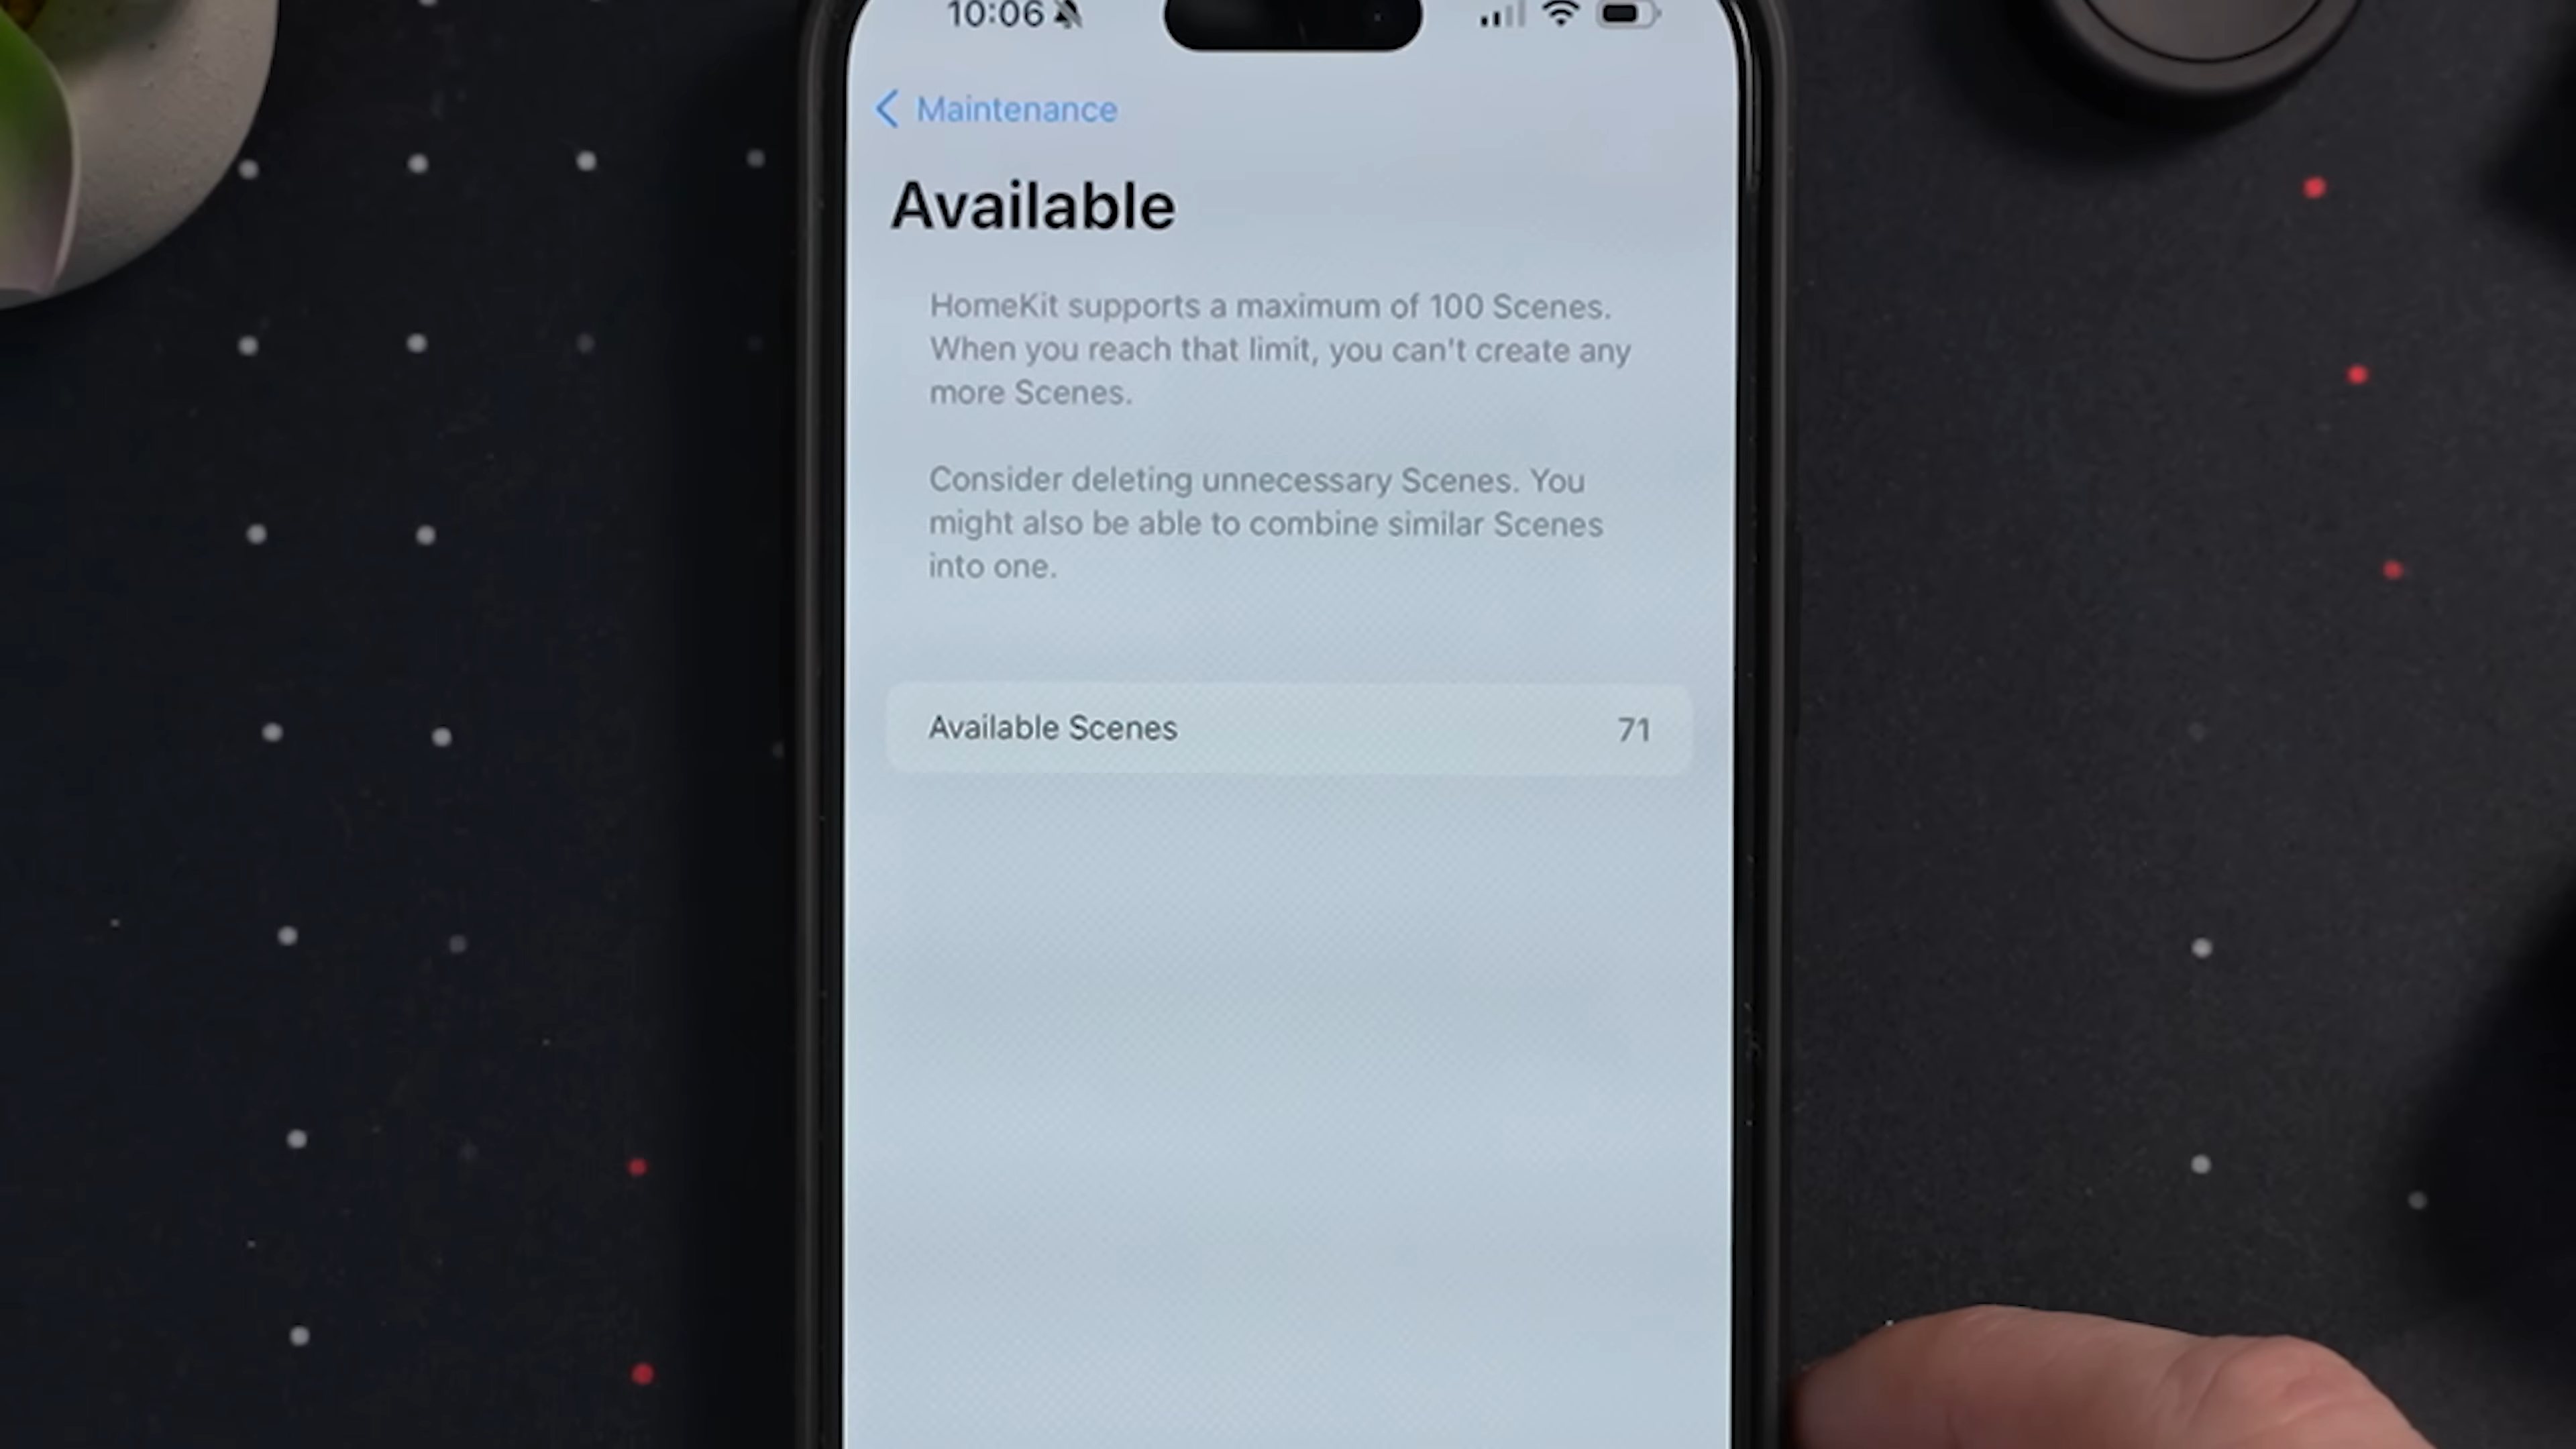 10:06
Maintenance
Available
HomeKit supports a maximum of 100 Scenes.
When you reach that limit, you can't create any
more Scenes.
Consider deleting unnecessary Scenes. You
might also be able to combine similar Scenes
into one.
Available Scenes 71